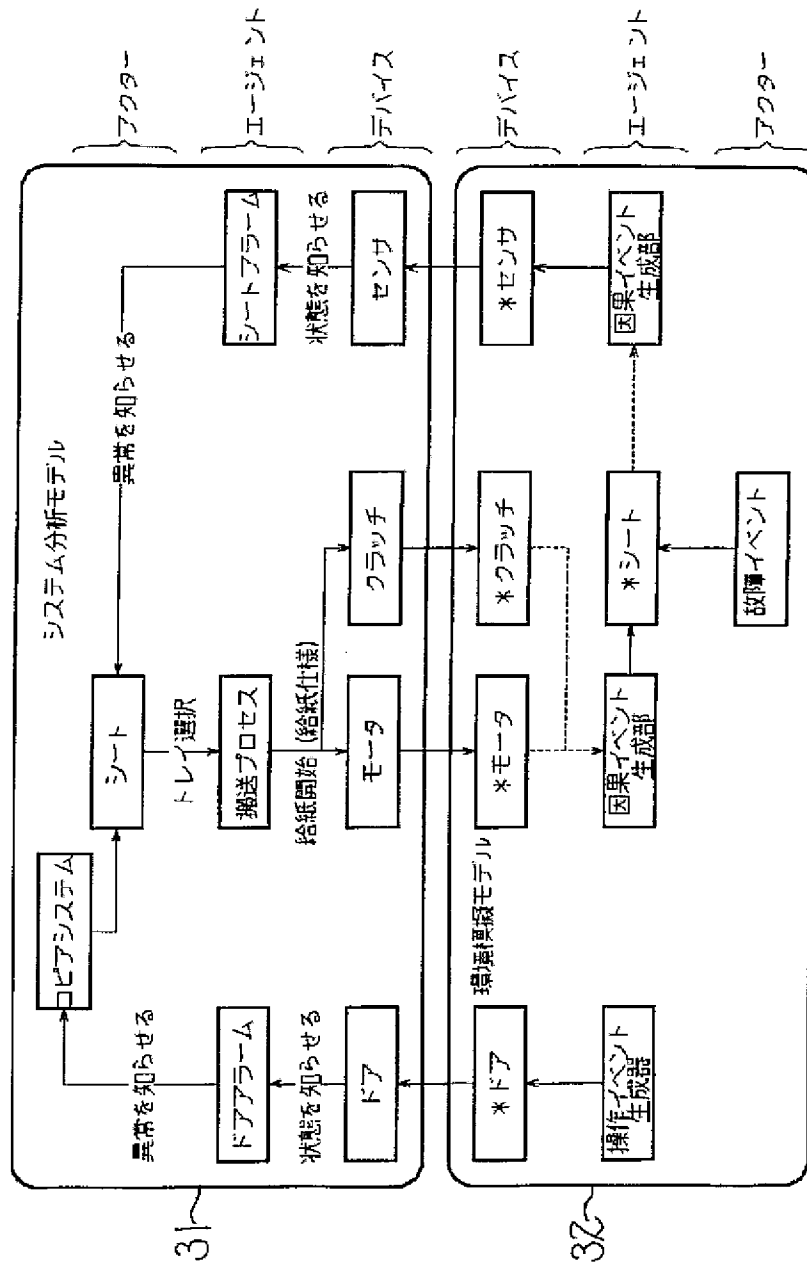 アクター
エージェント
デバイス
デバイス
エージェント
アクター
システム分析モデル
コピアシステム
シート
異常を知らせる
異常を知らせる
トレイ選択
ドアアラーム
搬送プロセス
シートアラーム
状態を知らせる
給紙開始 (給紙仕様)
状態を知らせる
ドア
モータ
クラッチ
センサ
31
環境模擬モデル
*ドア
*モータ
*クラッチ
*センサ
操作イベント
生成器
因果イベント
生成部
*シート
因果イベント
生成部
故障イベント
32